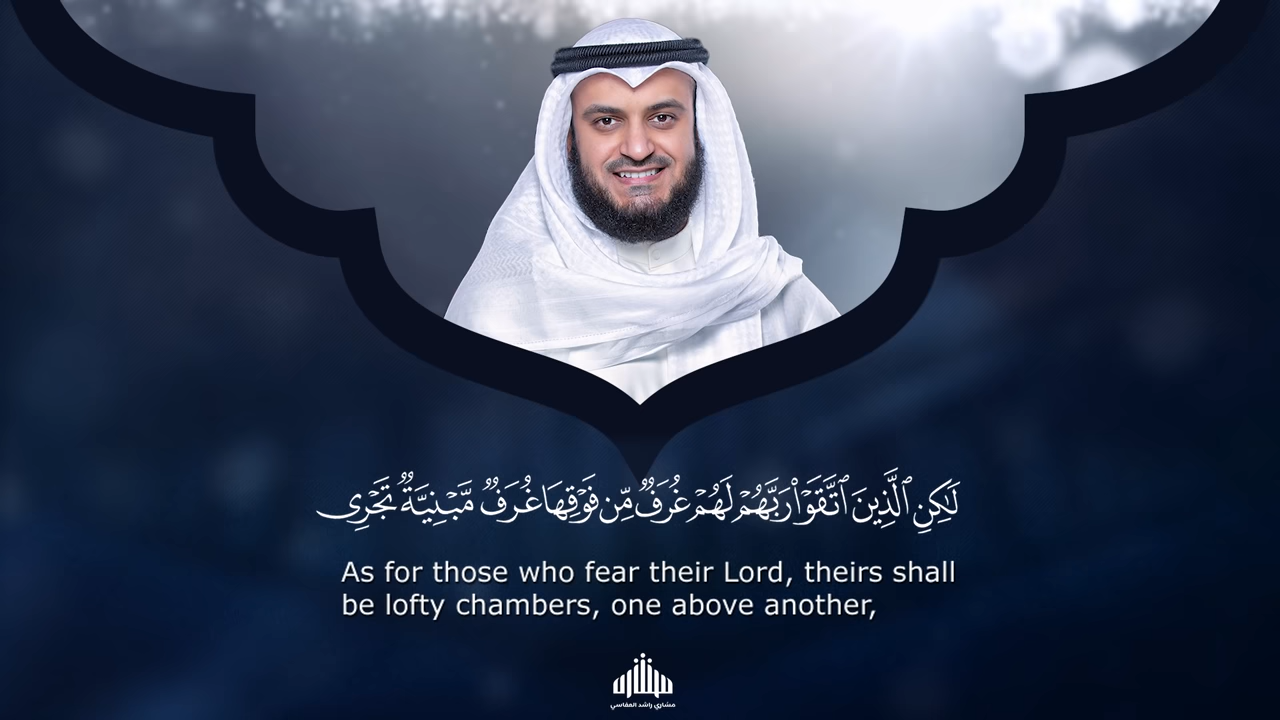 لَـٰكِنِ ٱلَّذِينَ ٱتَّقَوْا۟ رَبَّهُمْ لَهُمْ غُرَفٌ مِّن فَوْقِهَا غُرَفٌ مَّبْنِيَّةٌ تَجْرِى
As for those who fear their Lord, theirs shall
be lofty chambers, one above another,
مشاري راشد العفاسي